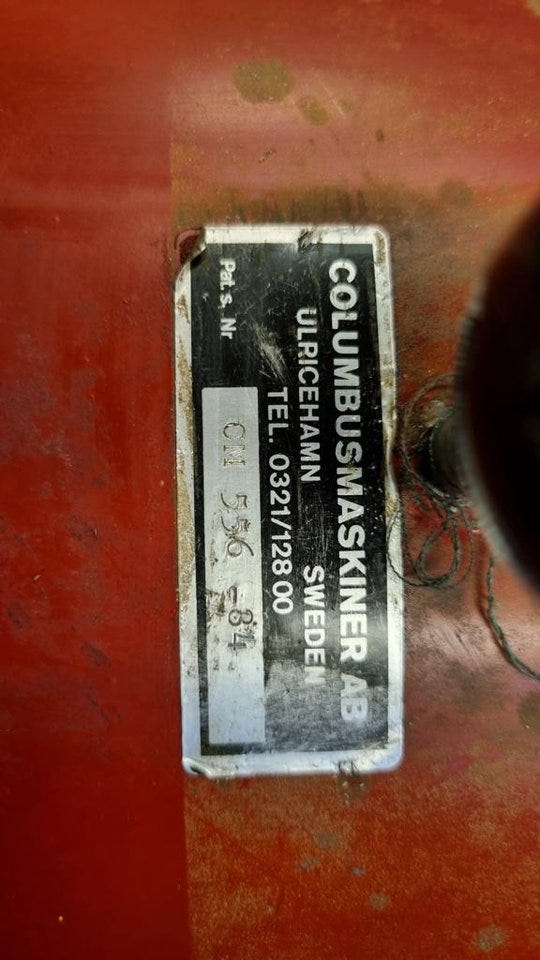 COLUMBUSMASKINER AB
ULRICEHAMN SWEDEN
TEL. 0321/128 00
Pat. s. Nr
CM 556 -84